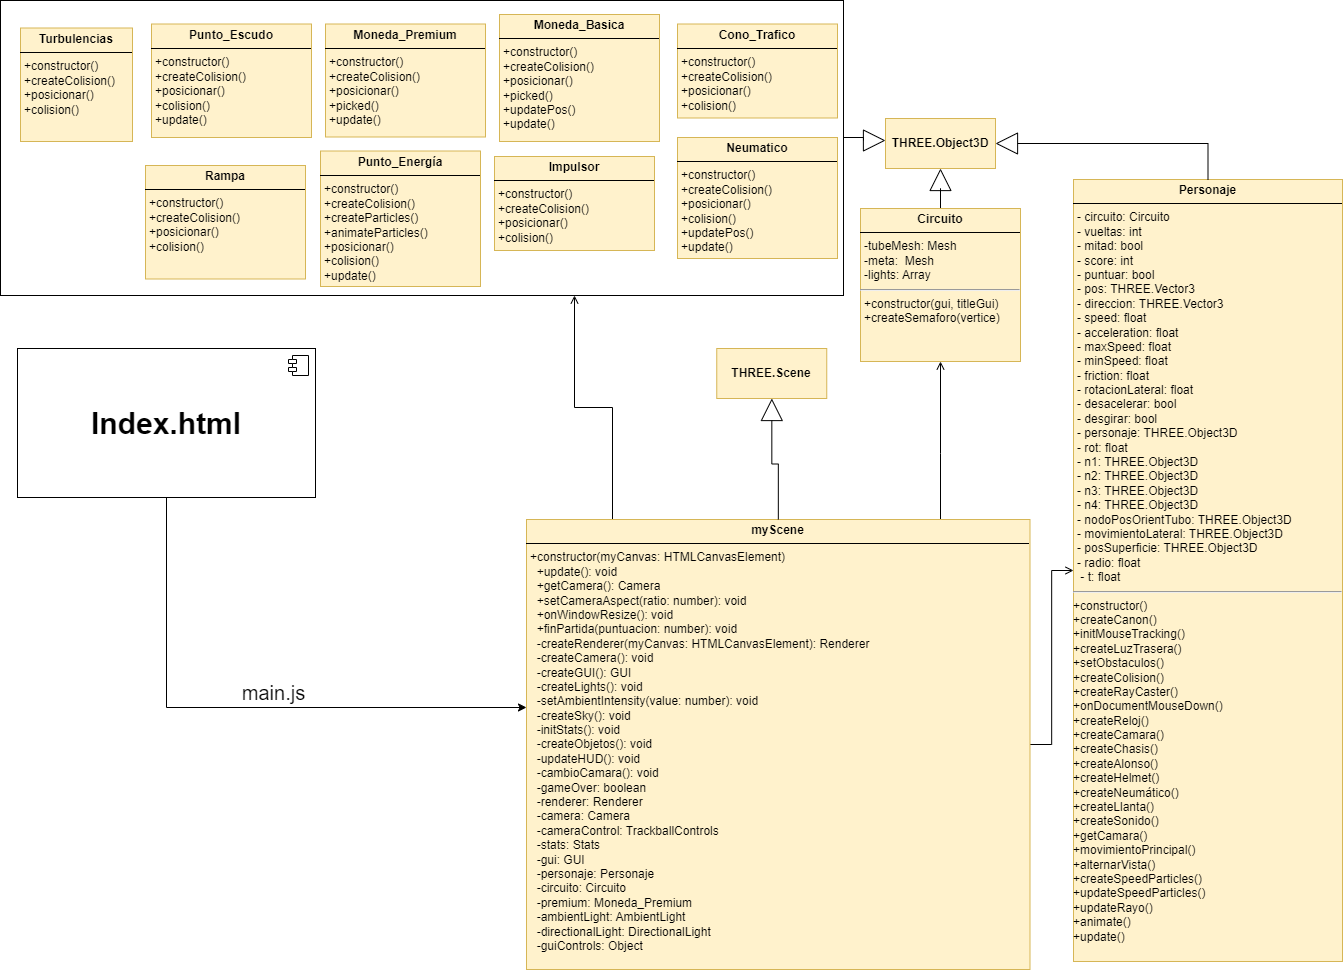 Turbulencias
+constructor()
+createColision()
+posicionar()
+colision()
Punto_Escudo
+constructor()
+createColision()
+posicionar()
+colision()
+update()
Moneda_Premium
+constructor()
+createColision()
+posicionar()
+picked()
+update()
Moneda_Basica
+constructor()
+createColision()
+posicionar()
+picked()
+updatePos()
+update()
Cono_Trafico
+constructor()
+createColision()
+posicionar()
+colision()
Rampa
+constructor()
+createColision()
+posicionar()
+colision()
Punto_Energía
+constructor()
+createColision()
+createParticles()
+animateParticles()
+posicionar()
+colision()
+update()
Impulsor
+constructor()
+createColision()
+posicionar()
+colision()
Neumatico
+constructor()
+createColision()
+posicionar()
+colision()
+updatePos()
+update()
THREE.Object3D
Circuito
-tubeMesh: Mesh
-meta:  Mesh
-lights: Array
+constructor(gui, titleGui)
+createSemaforo(vertice)
Personaje
- circuito: Circuito
- vueltas: int
- mitad: bool
- score: int
- puntuar: bool
- pos: THREE.Vector3
- direccion: THREE.Vector3
- speed: float
- acceleration: float
- maxSpeed: float
- minSpeed: float
- friction: float
- rotacionLateral: float
- desacelerar: bool
- desgirar: bool
- personaje: THREE.Object3D
- rot: float
- n1: THREE.Object3D
- n2: THREE.Object3D
- n3: THREE.Object3D
- n4: THREE.Object3D
- nodoPosOrientTubo: THREE.Object3D
- movimientoLateral: THREE.Object3D
- posSuperficie: THREE.Object3D
- radio: float
- t: float
+constructor()
+createCanon()
+initMouseTracking()
+createLuzTrasera()
+setObstaculos()
+createColision()
+createRayCaster()
+onDocumentMouseDown()
+createReloj()
+createCamara()
+createChasis()
+createAlonso()
+createHelmet()
+createNeumático()
+createLlanta()
+createSonido()
+getCamara()
+movimientoPrincipal()
+alternarVista()
+createSpeedParticles()
+updateSpeedParticles()
+updateRayo()
+animate()
+update()
Index.html
THREE.Scene
main.js
myScene
+constructor(myCanvas: HTMLCanvasElement)
+update(): void
+getCamera(): Camera
+setCameraAspect(ratio: number): void
+onWindowResize(): void
+finPartida(puntuacion: number): void
-createRenderer(myCanvas: HTMLCanvasElement): Renderer
-createCamera(): void
-createGUI(): GUI
-createLights(): void
-setAmbientIntensity(value: number): void
-createSky(): void
-initStats(): void
-createObjetos(): void
-updateHUD(): void
-cambioCamara(): void
-gameOver: boolean
-renderer: Renderer
-camera: Camera
-cameraControl: TrackballControls
-stats: Stats
-gui: GUI
-personaje: Personaje
-circuito: Circuito
-premium: Moneda_Premium
-ambientLight: AmbientLight
-directionalLight: DirectionalLight
-guiControls: Object